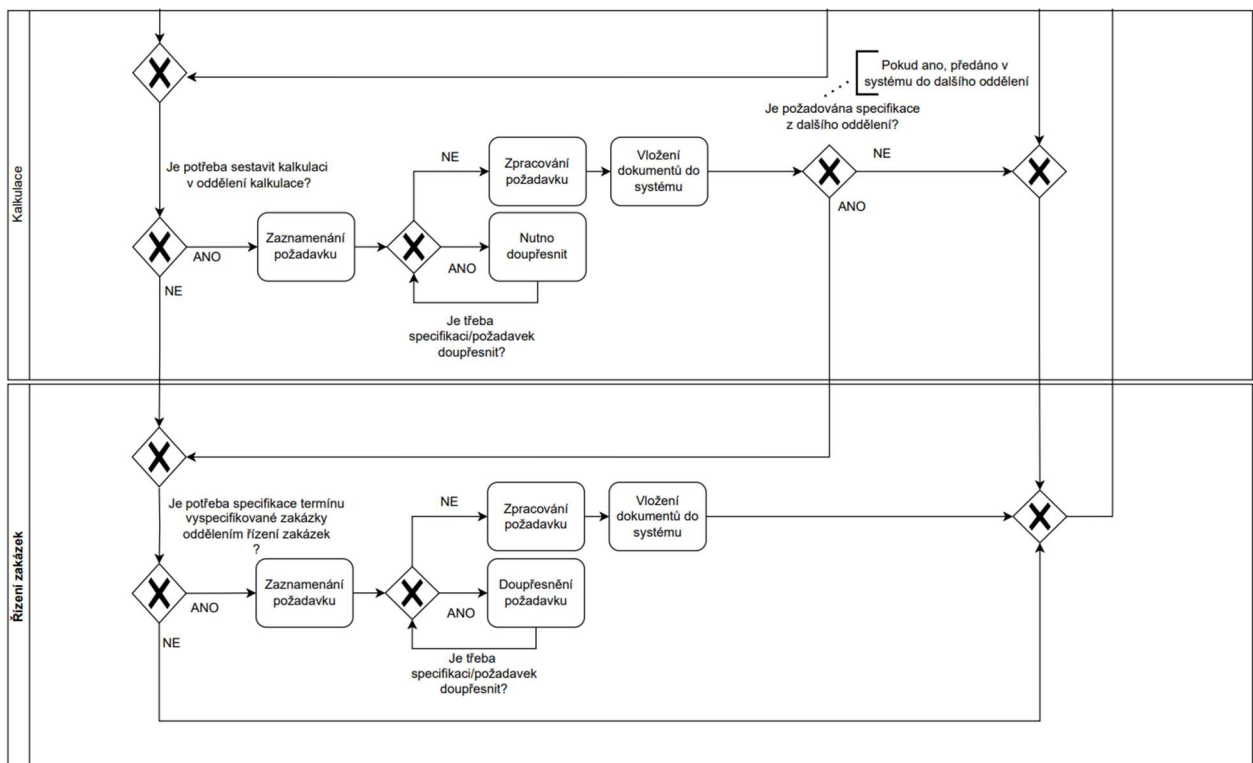 Kalkulace
Pokud ano, předáno v
systému do dalšího oddělení
Je požadována specifikace
z dalšího oddělení?
Je potřeba sestavit kalkulaci
v oddělení kalkulace?
NE
Zpracování
požadavku
Vložení
dokumentů do
systému
NE
ANO
Zaznamenání
požadavku
ANO
Nutno
doupřesnit
ANO
NE
Je třeba
specifikaci/požadavek
doupřesnit?
Řízení zakázek
Je potřeba specifikace termínu
vyspecifikované zakázky
oddělením řízení zakázek
?
NE
Zpracování
požadavku
Vložení
dokumentů do
systému
Zaznamenání
požadavku
ANO
Doupřesnění
požadavku
ANO
NE
Je třeba
specifikaci/požadavek
doupřesnit?